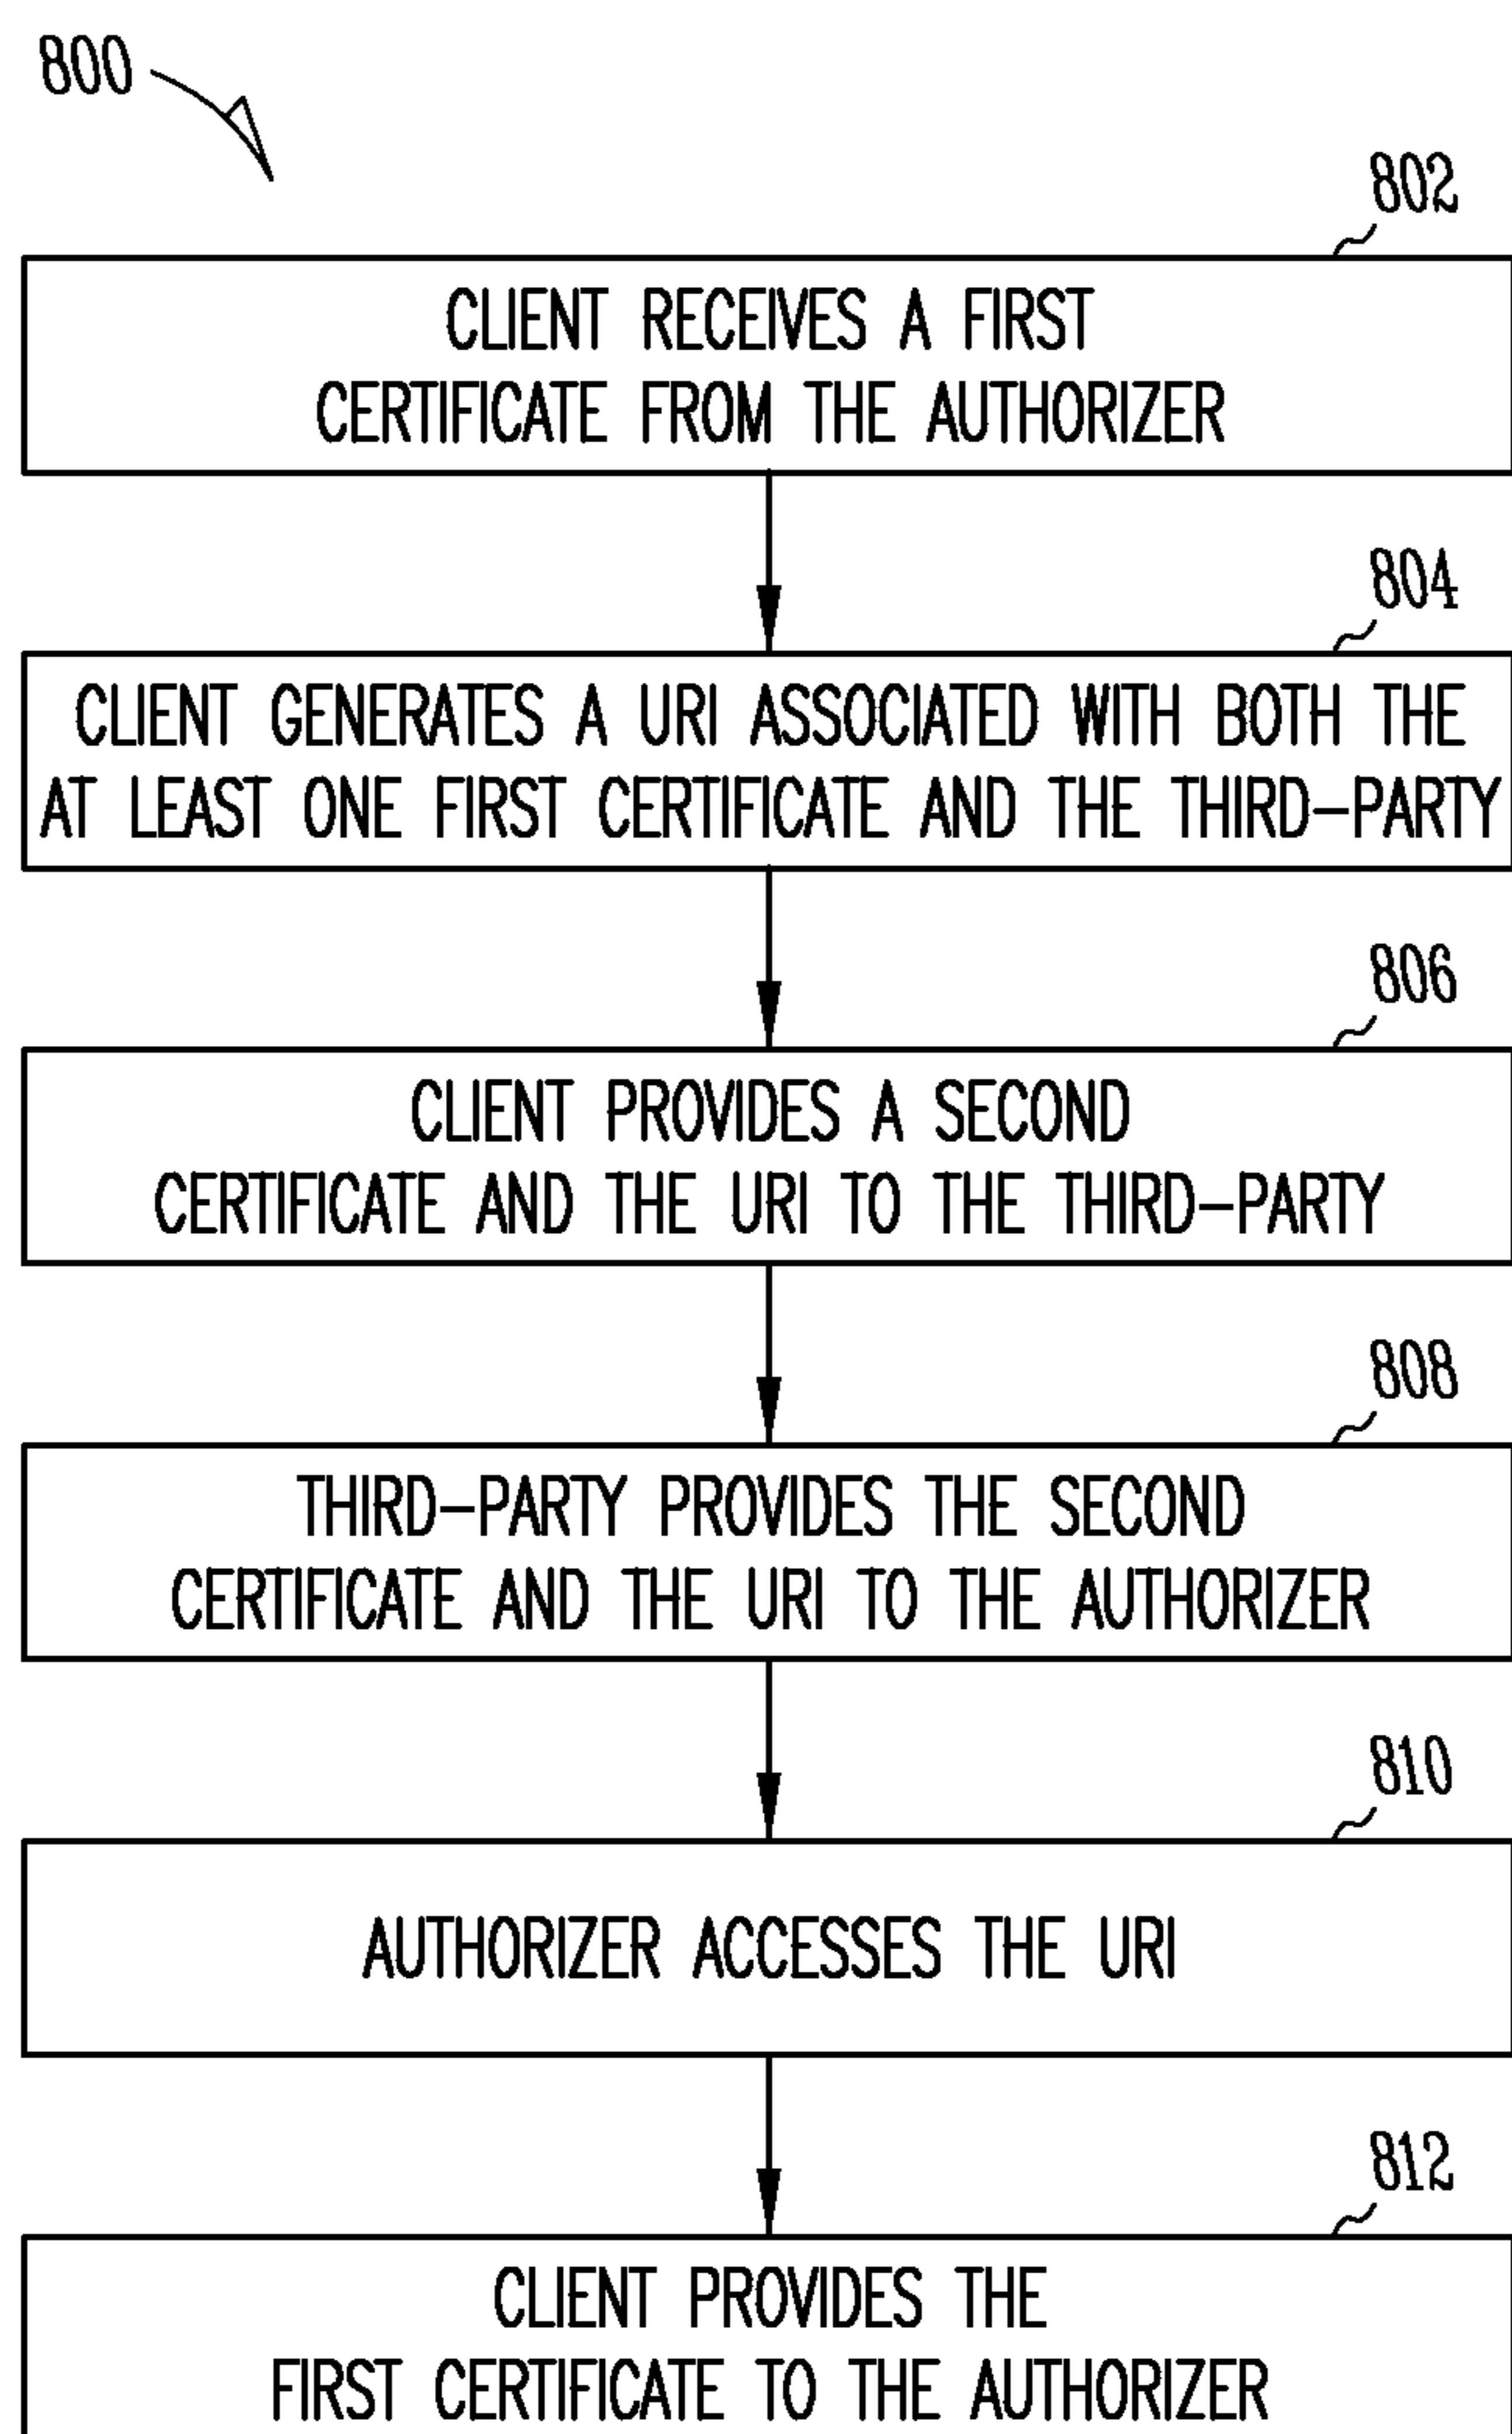 800
802
CLIENT RECEIVES A FIRST
CERTIFICATE FROM THE AUTHORIZER
804
CLIENT GENERATES A URI ASSOCIATED WITH BOTH THE
AT LEAST ONE FIRST CERTIFICATE AND THE THIRD-PARTY
806
CLIENT PROVIDES A SECOND
CERTIFICATE AND THE URI TO THE THIRD-PARTY
808
THIRD-PARTY PROVIDES THE SECOND
CERTIFICATE AND THE URI TO THE AUTHORIZER
810
AUTHORIZER ACCESSES THE URI
812
CLIENT PROVIDES THE
FIRST CERTIFICATE TO THE AUTHORIZER